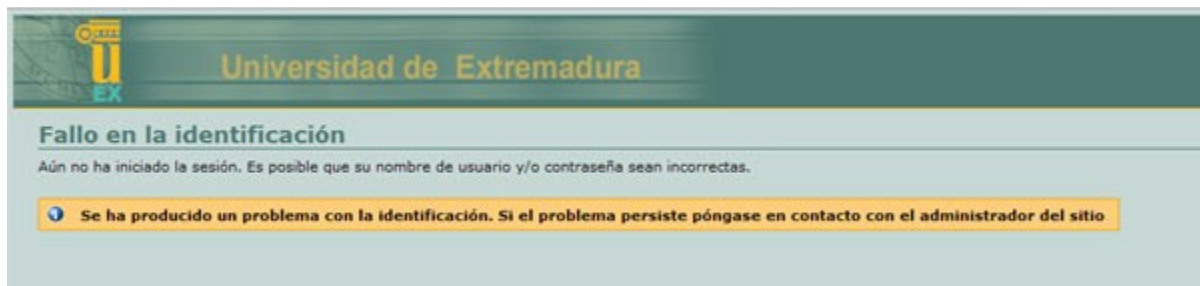 u
EX
Universidad de Extremadura
Fallo en la identificación
Aún no ha iniciado la sesión. Es posible que su nombre de usuario y/o contraseña sean incorrectas.
Se ha producido un problema con la identificación. Si el problema persiste póngase en contacto con el administrador del sitio